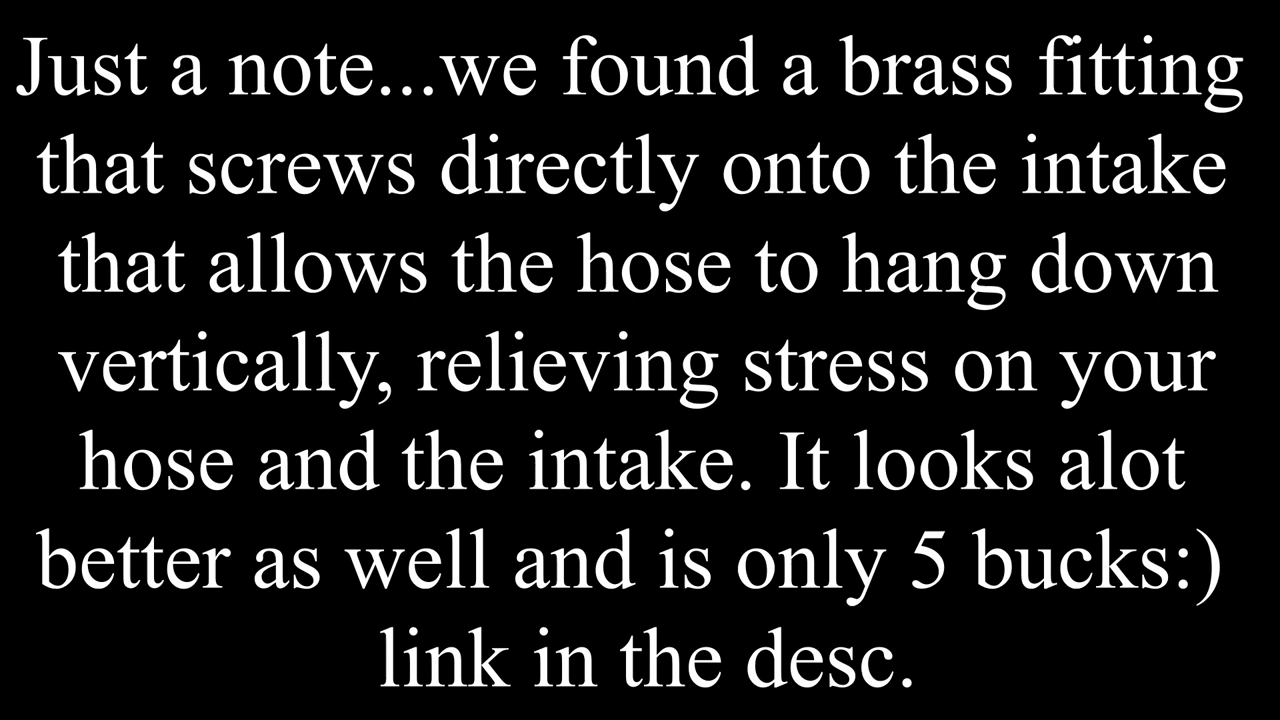 Just a note...we found a brass fitting
that screws directly onto the intake
that allows the hose to hang down
vertically, relieving stress on your
hose and the intake. It looks alot
better as well and is only 5 bucks:)
link in the desc.